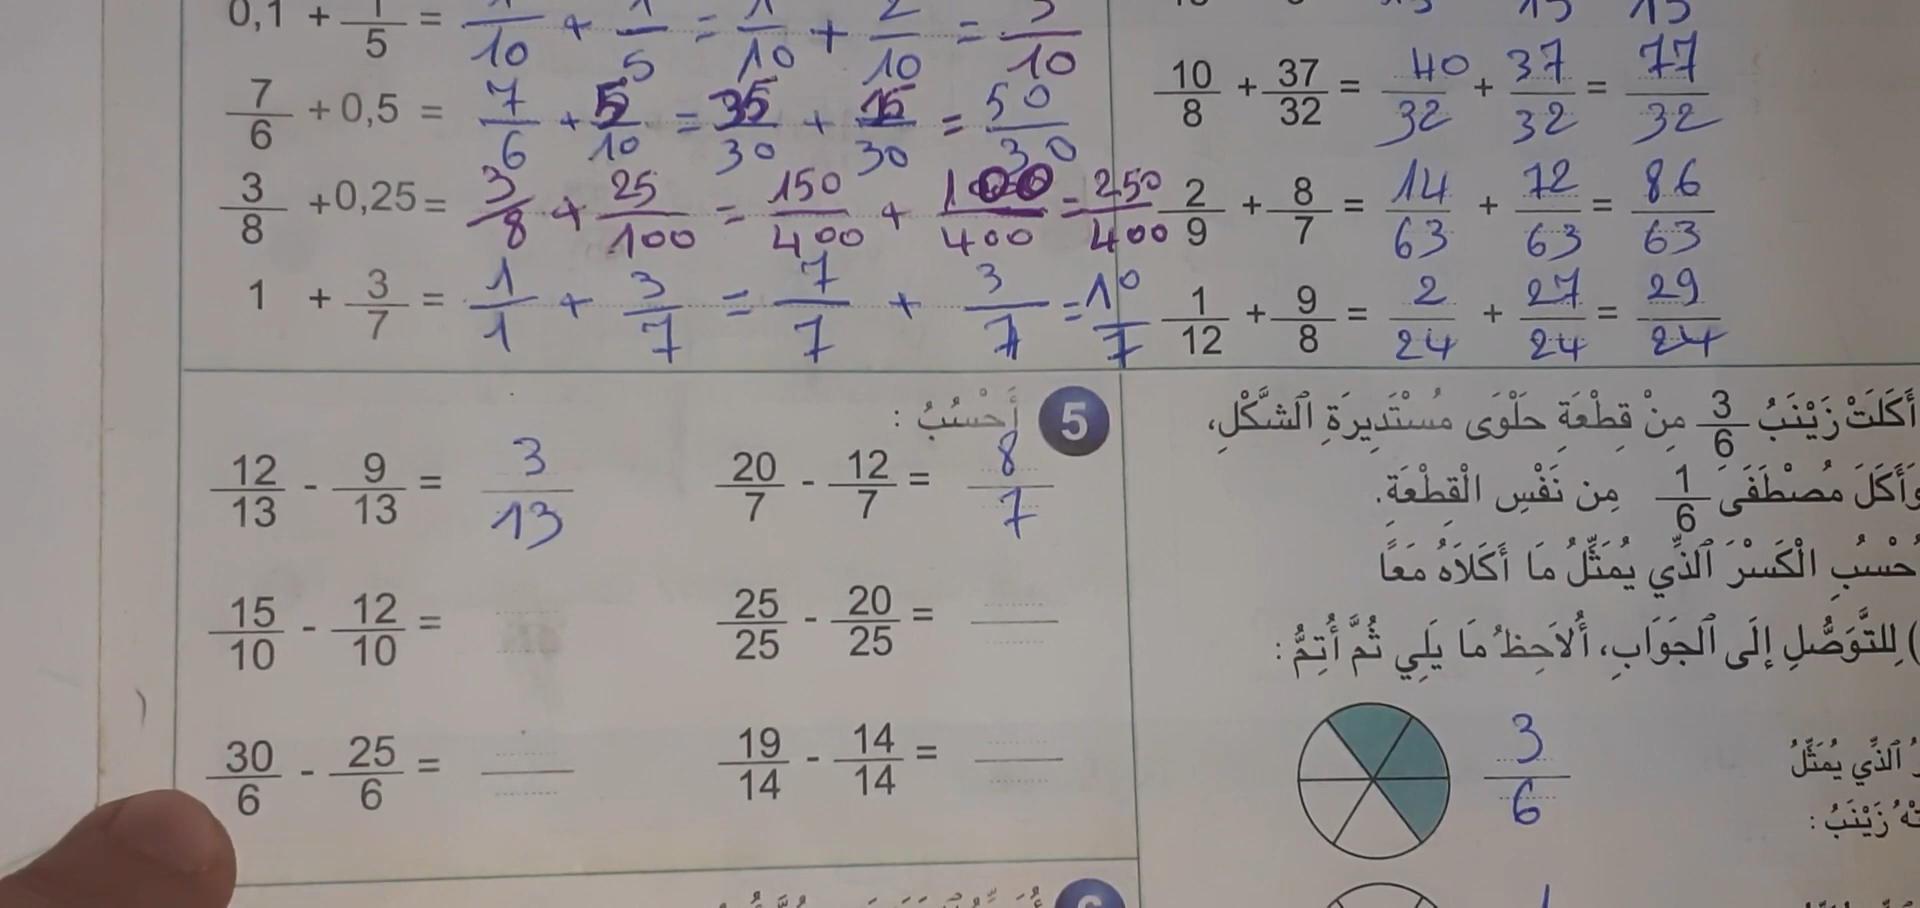 0,1 + 1/5 = 1/10 + 1/5 = 1/10 + 2/10 = 3/10
7/6 + 0,5 = 7/6 + 5/10 = 35/30 + 15/30 = 50/30
3/8 + 0,25 = 3/8 + 25/100 = 150/400 + 100/400 = 250/400
1 + 3/7 = 1/1 + 3/7 = 7/7 + 3/7 = 10/7
10/8 + 37/32 = 40/32 + 37/32 = 77/32
2/9 + 8/7 = 14/63 + 72/63 = 86/63
1/12 + 9/8 = 2/24 + 27/24 = 29/24
أَكَلَتْ زَيْنَبُ 3/6 مِنْ قِطْعَةِ حَلْوَى مُسْتَدِيرَةِ ٱلشَّكْلِ،
وَأَكَلَ مُصْطَفَى 1/6 مِن نَفْسِ الْقِطْعَةِ.
حْسُبِ الْكَسْرَ ٱلَّذِي يُمَثِّلُ مَا أَكَلاَهُ مَعًا
) لِلتَّوَصُّلِ إِلَى ٱلجَوَابِ، أُلاَحِظُ مَا يَلِي ثُمَّ أُتِمُّ :
3/6
ٱلَّذِي يُمَثِّلُ
زَيْنَبُ :
5 أَحْسُبُ :
12/13 - 9/13 = 3/13
20/7 - 12/7 = 8/7
15/10 - 12/10 =
25/25 - 20/25 =
30/6 - 25/6 =
19/14 - 14/14 =